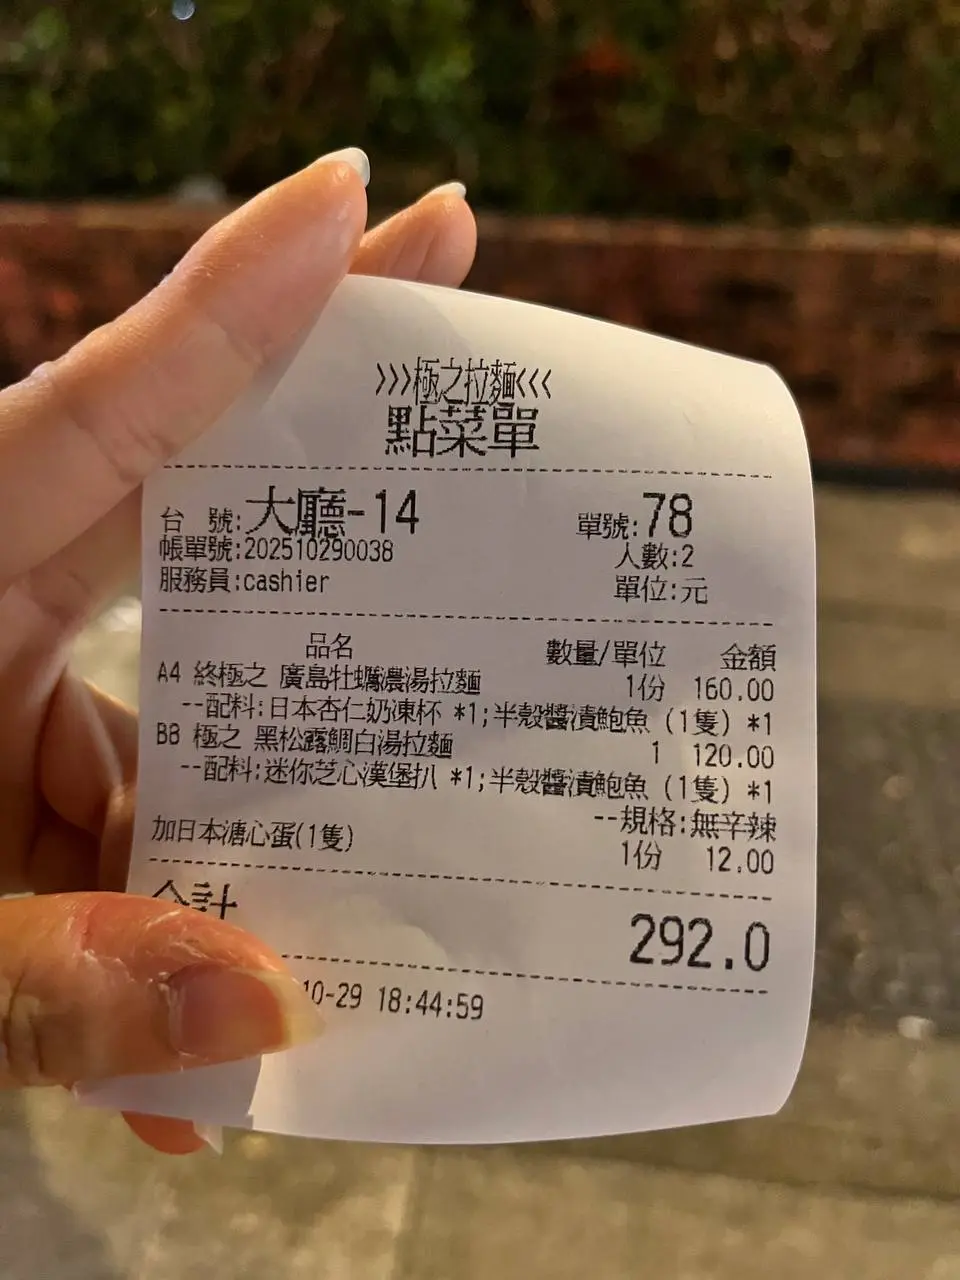 >>>極之拉麵<<<
點菜單
台 號:大廳-14 單號:78
帳單號:202510290038 人數:2
服務員:cashier 單位:元
品名 數量/單位 金額
A4 終極之 廣島牡蠣濃湯拉麵 1份 160.00
--配料:日本杏仁奶凍杯 *1;半殼醬漬鮑魚 (1隻) *1
B8 極之 黑松露鯛白湯拉麵 1 120.00
--配料:迷你芝心漢堡扒 *1;半殼醬漬鮑魚 (1隻) *1
--規格:無辛辣
加日本溏心蛋(1隻) 1份 12.00
合計 292.0
10-29 18:44:59